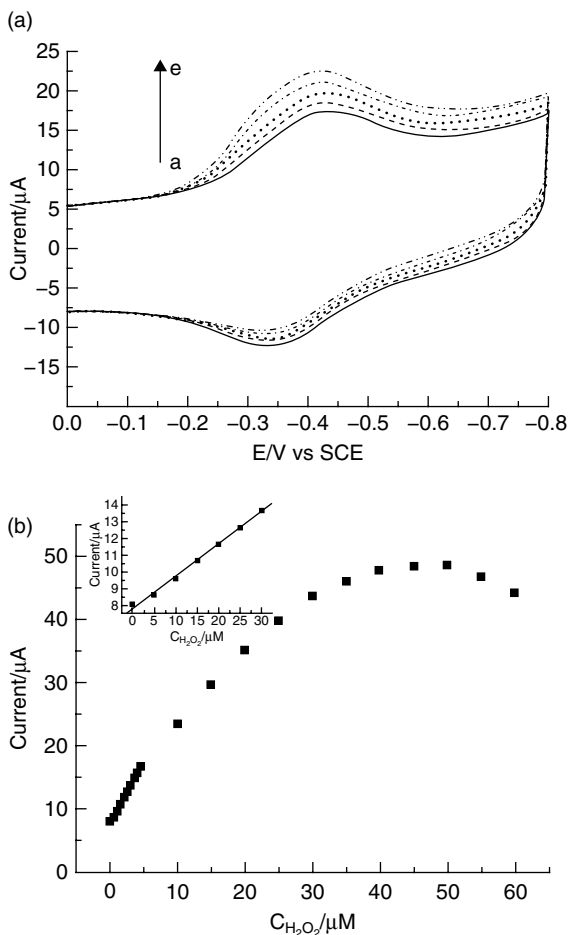 (a)
25
20
15
10
5
0
−5
−10
−15
Current/μA
e
a
0.0 −0.1 −0.2 −0.3 −0.4 −0.5 −0.6 −0.7 −0.8
E/V vs SCE
(b)
50
40
30
20
10
0
Current/μA
14
13
12
11
10
9
8
Current/μA
0 5 10 15 20 25 30
C_H₂O₂/μM
0 10 20 30 40 50 60
C_H₂O₂/μM